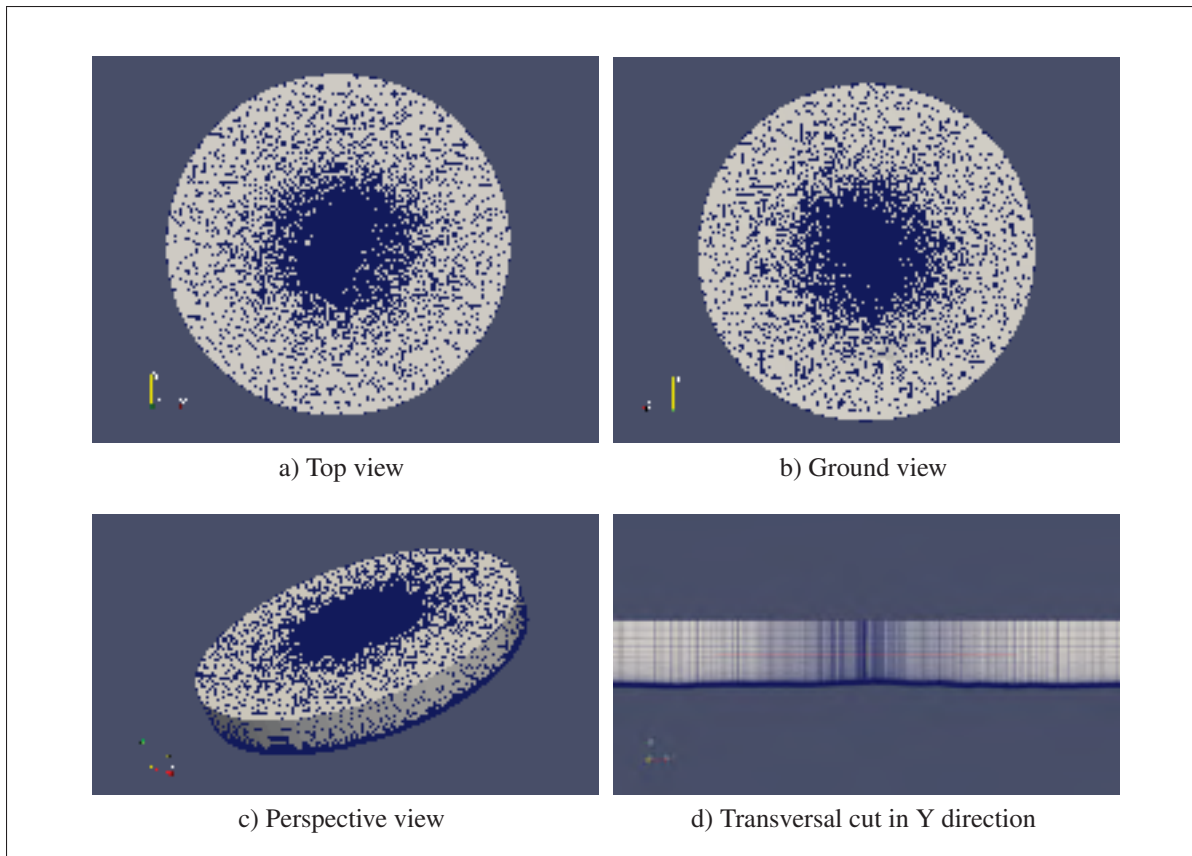 a) Top view
b) Ground view
c) Perspective view
d) Transversal cut in Y direction